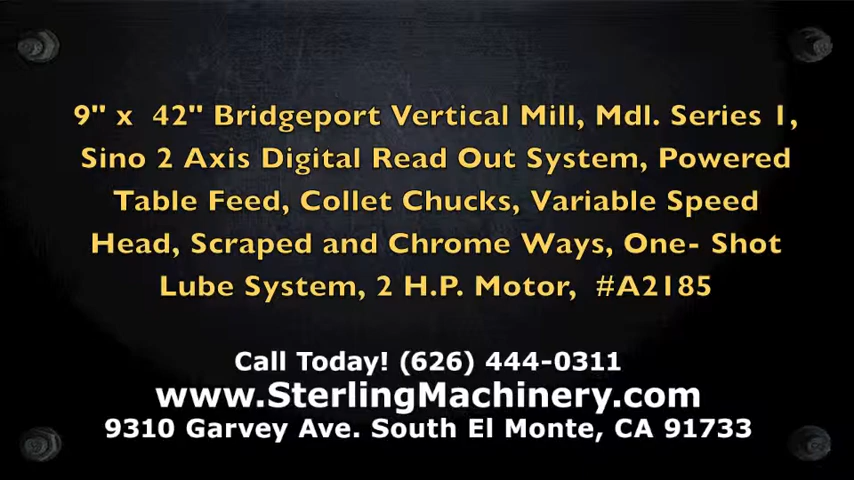 9" x 42" Bridgeport Vertical Mill, Mdl. Series 1,
Sino 2 Axis Digital Read Out System, Powered
Table Feed, Collet Chucks, Variable Speed
Head, Scraped and Chrome Ways, One- Shot
Lube System, 2 H.P. Motor, #A2185
Call Today! (626) 444-0311
www.SterlingMachinery.com
9310 Garvey Ave. South El Monte, CA 91733